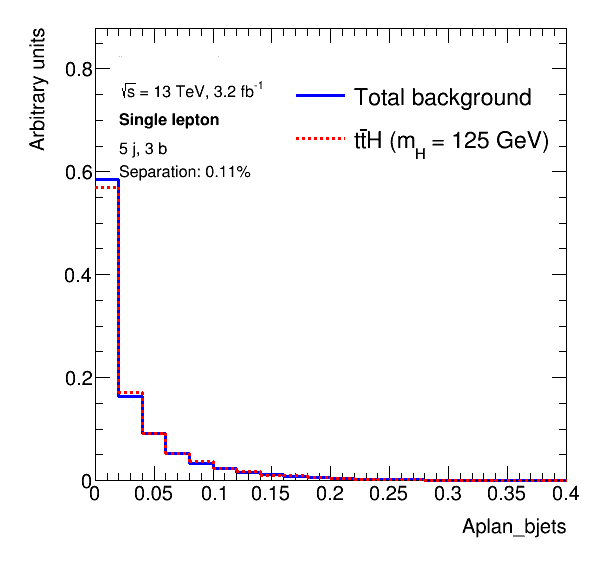 Arbitrary units
0.8
0.6
0.4
0.2
0
√s = 13 TeV, 3.2 fb⁻¹
Single lepton
5 j, 3 b
Separation: 0.11%
Total background
tt̄H (m_H = 125 GeV)
0 0.05 0.1 0.15 0.2 0.25 0.3 0.35 0.4
Aplan_bjets